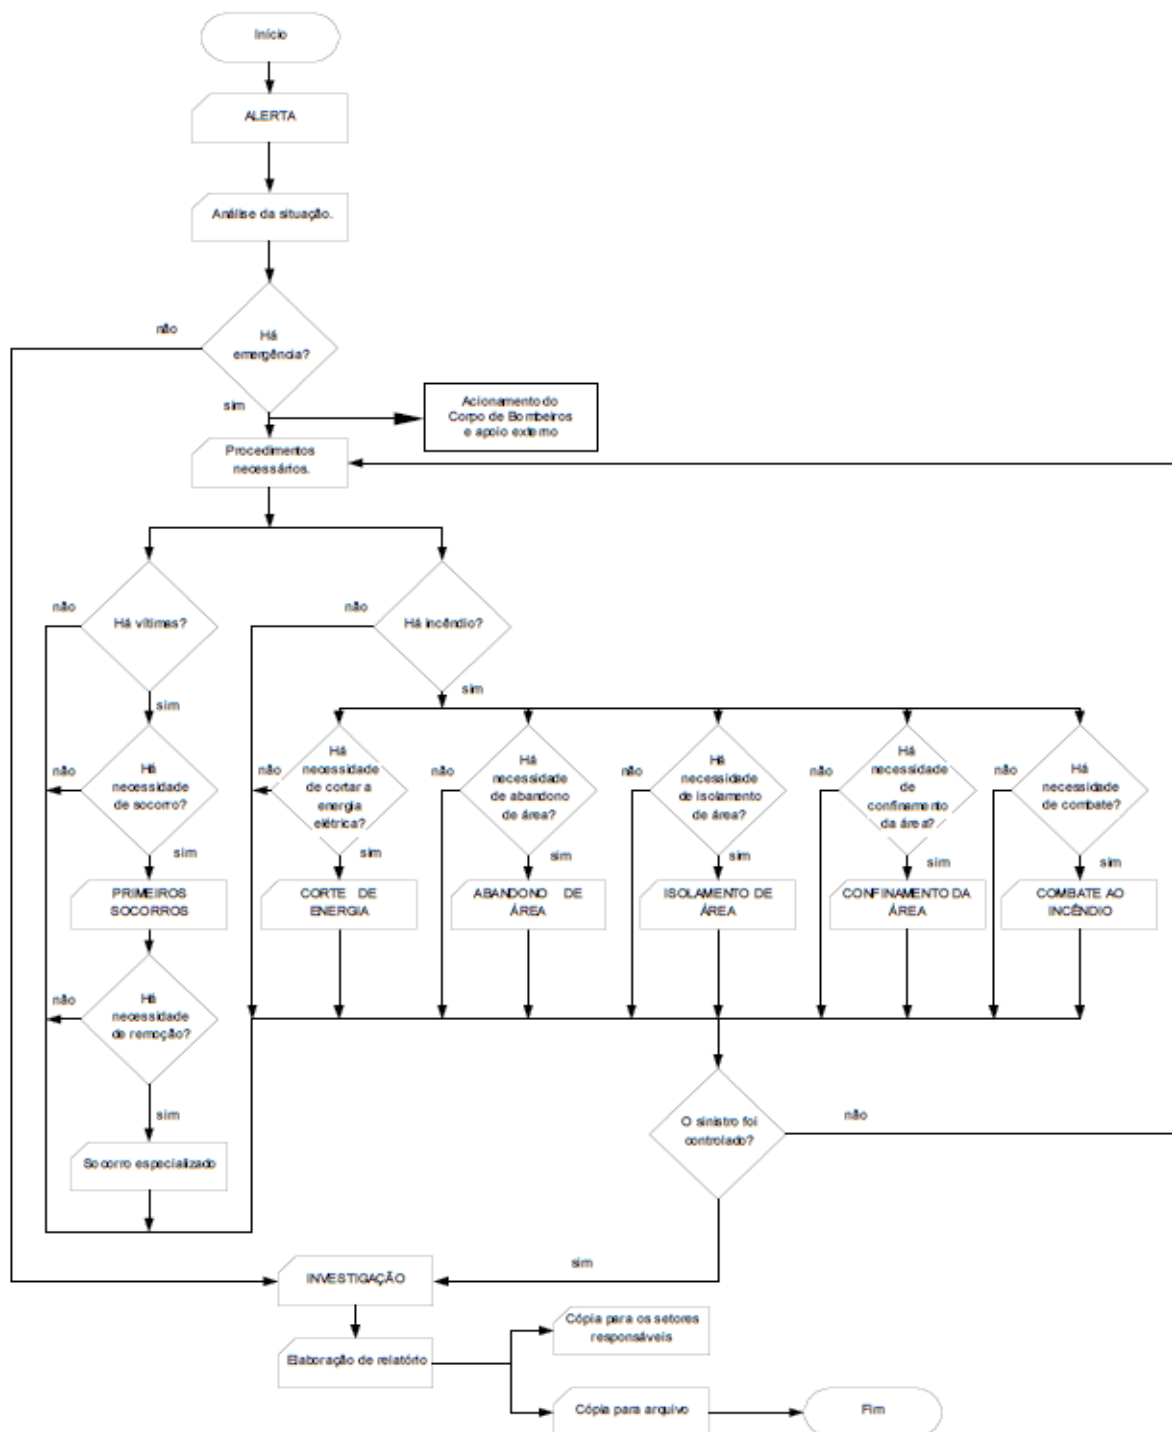 Início
ALERTA
Análise da situação.
não
Há
emergência?
sim
Acionamento do
Corpo de Bombeiros
e apoio externo
Procedimentos
necessários.
não
Há vítimas?
sim
não
Há incêndio?
sim
não
Há
necessidade
de socorro?
sim
não
Há
necessidade
de cortar a
energia
elétrica?
sim
não
Há
necessidade
de abandono
de área?
sim
não
Há
necessidade
de isolamento
de área?
sim
não
Há
necessidade
de
confinamento
da área?
sim
não
Há
necessidade
de combate?
sim
PRIMEIROS
SOCORROS
CORTE DE
ENERGIA
ABANDONO DE
ÁREA
ISOLAMENTO DE
ÁREA
CONFINAMENTO DA
ÁREA
COMBATE AO
INCÊNDIO
não
Há
necessidade
de remoção?
sim
Socorro especializado
O sinistro foi
controlado?
não
sim
INVESTIGAÇÃO
Elaboração de relatório
Cópia para os setores
responsáveis
Cópia para arquivo
Fim